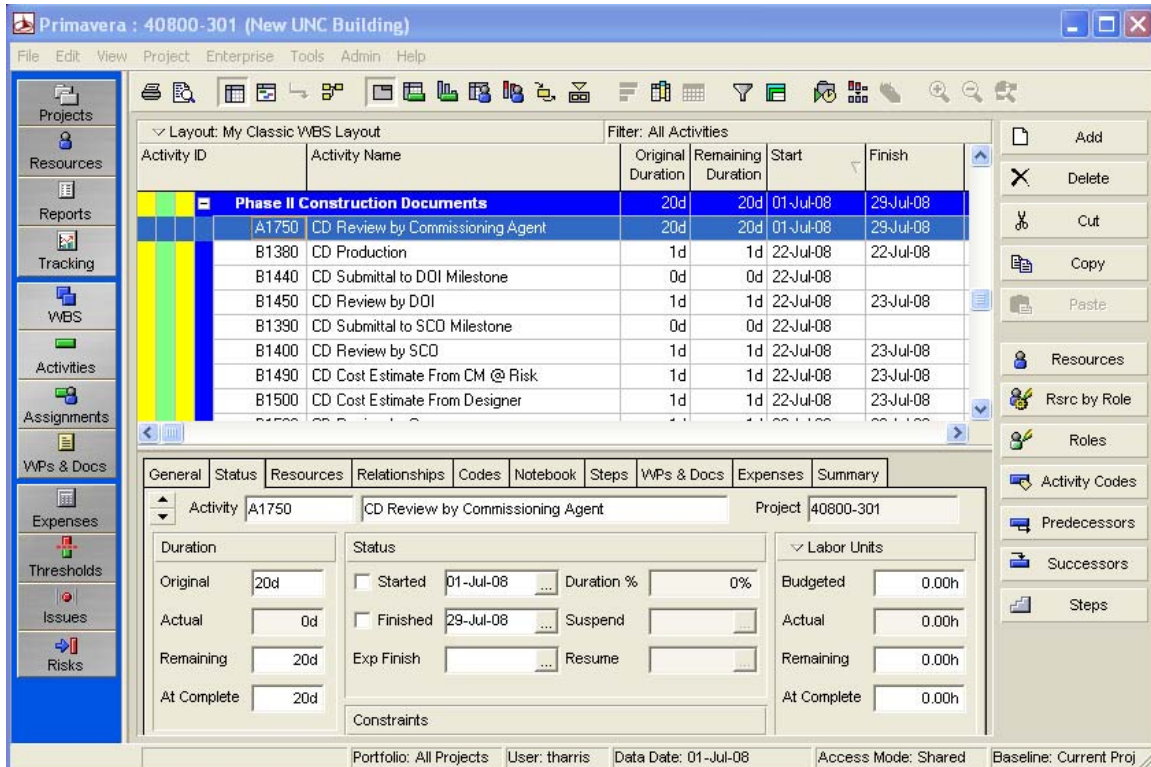 Primavera : 40800-301 (New UNC Building)
File Edit View Project Enterprise Tools Admin Help
Projects
Resources
Reports
Tracking
WBS
Activities
Assignments
WPs & Docs
Expenses
Thresholds
Issues
Risks
Layout: My Classic WBS Layout Filter: All Activities
Activity ID Activity Name Original Duration Remaining Duration Start Finish
Phase II Construction Documents 20d 20d 01-Jul-08 29-Jul-08
A1750 CD Review by Commissioning Agent 20d 20d 01-Jul-08 29-Jul-08
B1380 CD Production 1d 1d 22-Jul-08 22-Jul-08
B1440 CD Submittal to DOI Milestone 0d 0d 22-Jul-08
B1450 CD Review by DOI 1d 1d 22-Jul-08 23-Jul-08
B1390 CD Submittal to SCO Milestone 0d 0d 22-Jul-08
B1400 CD Review by SCO 1d 1d 22-Jul-08 23-Jul-08
B1490 CD Cost Estimate From CM @ Risk 1d 1d 22-Jul-08 23-Jul-08
B1500 CD Cost Estimate From Designer 1d 1d 22-Jul-08 23-Jul-08
General Status Resources Relationships Codes Notebook Steps WPs & Docs Expenses Summary
Activity A1750 CD Review by Commissioning Agent Project 40800-301
Duration Status Labor Units
Original 20d Started 01-Jul-08 ... Duration % 0% Budgeted 0.00h
Actual 0d Finished 29-Jul-08 ... Suspend ... Actual 0.00h
Remaining 20d Exp Finish ... Resume ... Remaining 0.00h
At Complete 20d At Complete 0.00h
Constraints
Add
Delete
Cut
Copy
Paste
Resources
Rsrc by Role
Roles
Activity Codes
Predecessors
Successors
Steps
Portfolio: All Projects User: tharris Data Date: 01-Jul-08 Access Mode: Shared Baseline: Current Proj